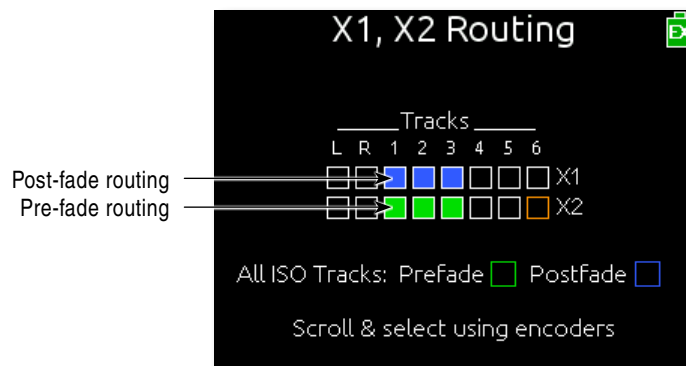 X1, X2 Routing
EX
Tracks
L R 1 2 3 4 5 6
Post-fade routing X1
Pre-fade routing X2
All ISO Tracks: Prefade Postfade
Scroll & select using encoders